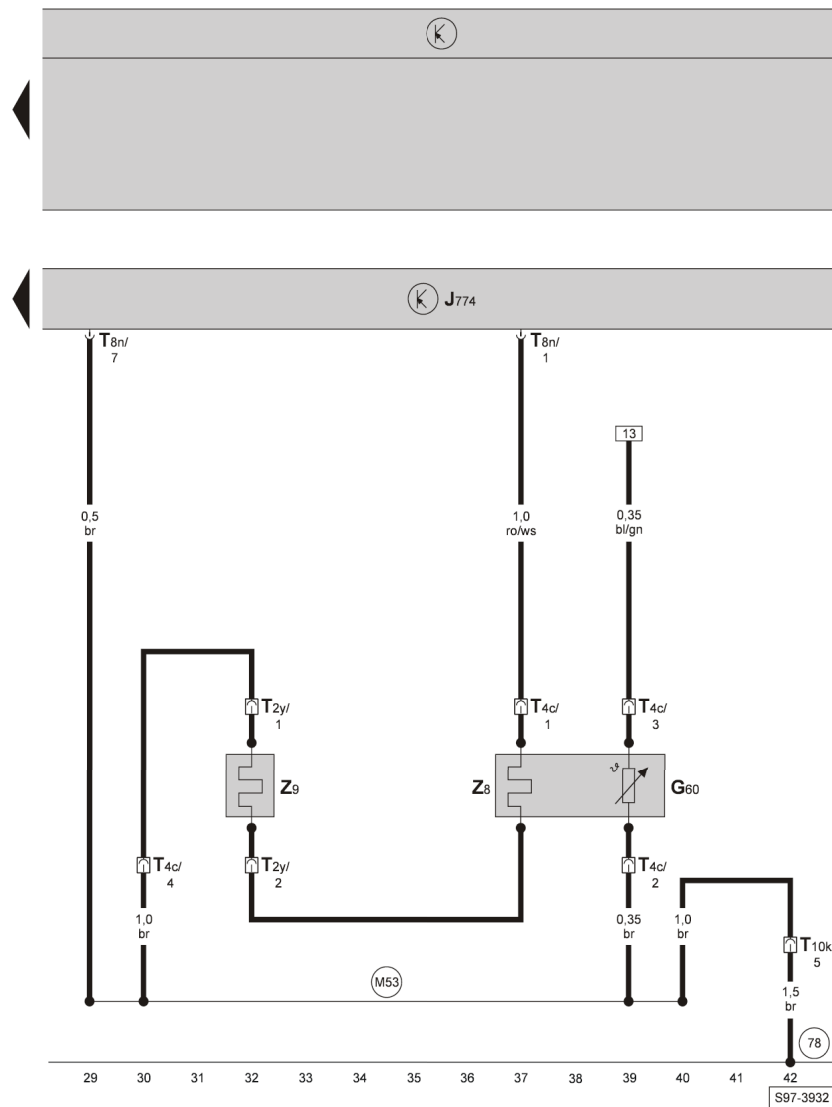 J774
T8n/
7
T8n/
1
13
0,5
br
1,0
ro/ws
0,35
bl/gn
T2y/
1
T4c/
1
T4c/
3
Z9
Z8
G60
T4c/
4
T2y/
2
T4c/
2
1,0
br
0,35
br
1,0
br
T10k
5
M53
1,5
br
78
29 30 31 32 33 34 35 36 37 38 39 40 41 42
S97-3932